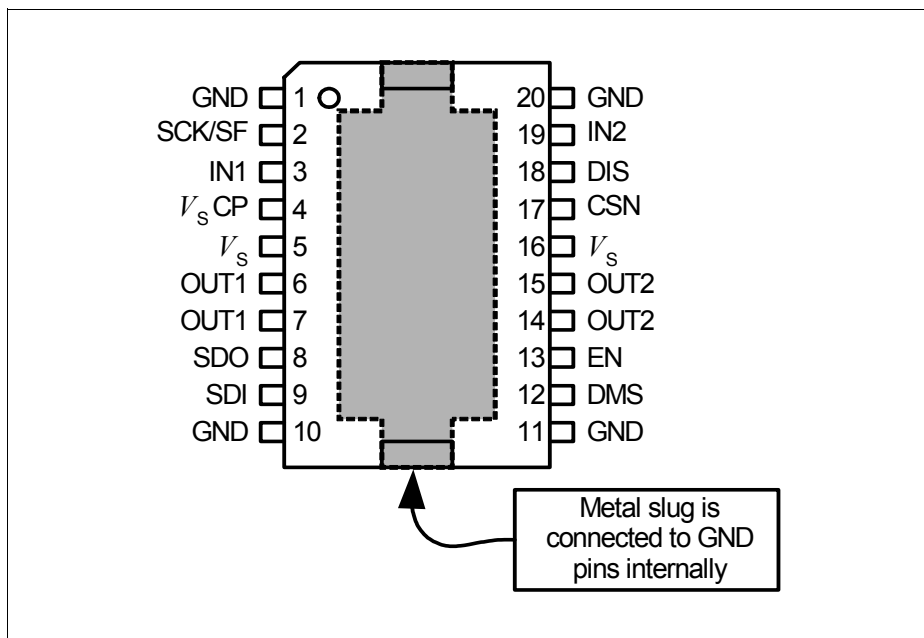 GND 1 20 GND
SCK/SF 2 19 IN2
IN1 3 18 DIS
VS CP 4 17 CSN
VS 5 16 VS
OUT1 6 15 OUT2
OUT1 7 14 OUT2
SDO 8 13 EN
SDI 9 12 DMS
GND 10 11 GND
Metal slug is
connected to GND
pins internally